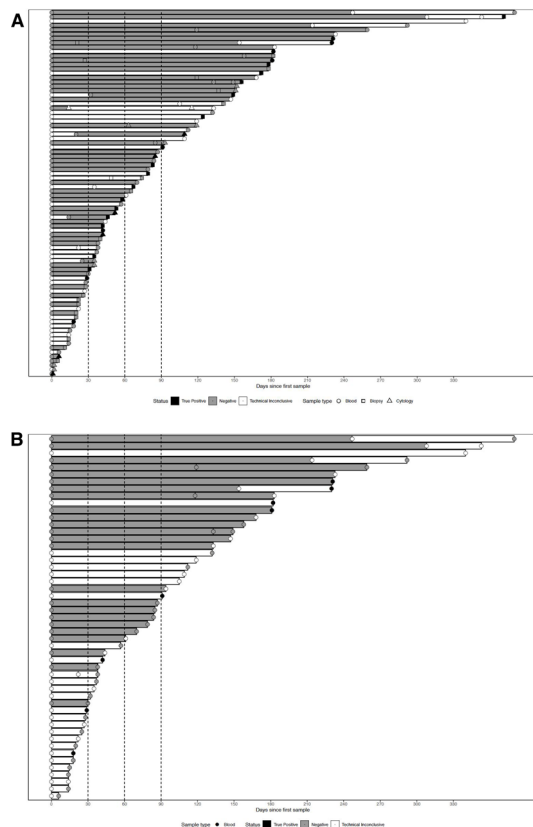 A
0 30 60 90 120 150 180 210 240 270 300 330
Days since first sample
Status True Positive Negative Technical Inconclusive Sample type Blood Biopsy Cytology
B
0 30 60 90 120 150 180 210 240 270 300 330
Days since first sample
Sample type Blood Status True Positive Negative Technical Inconclusive